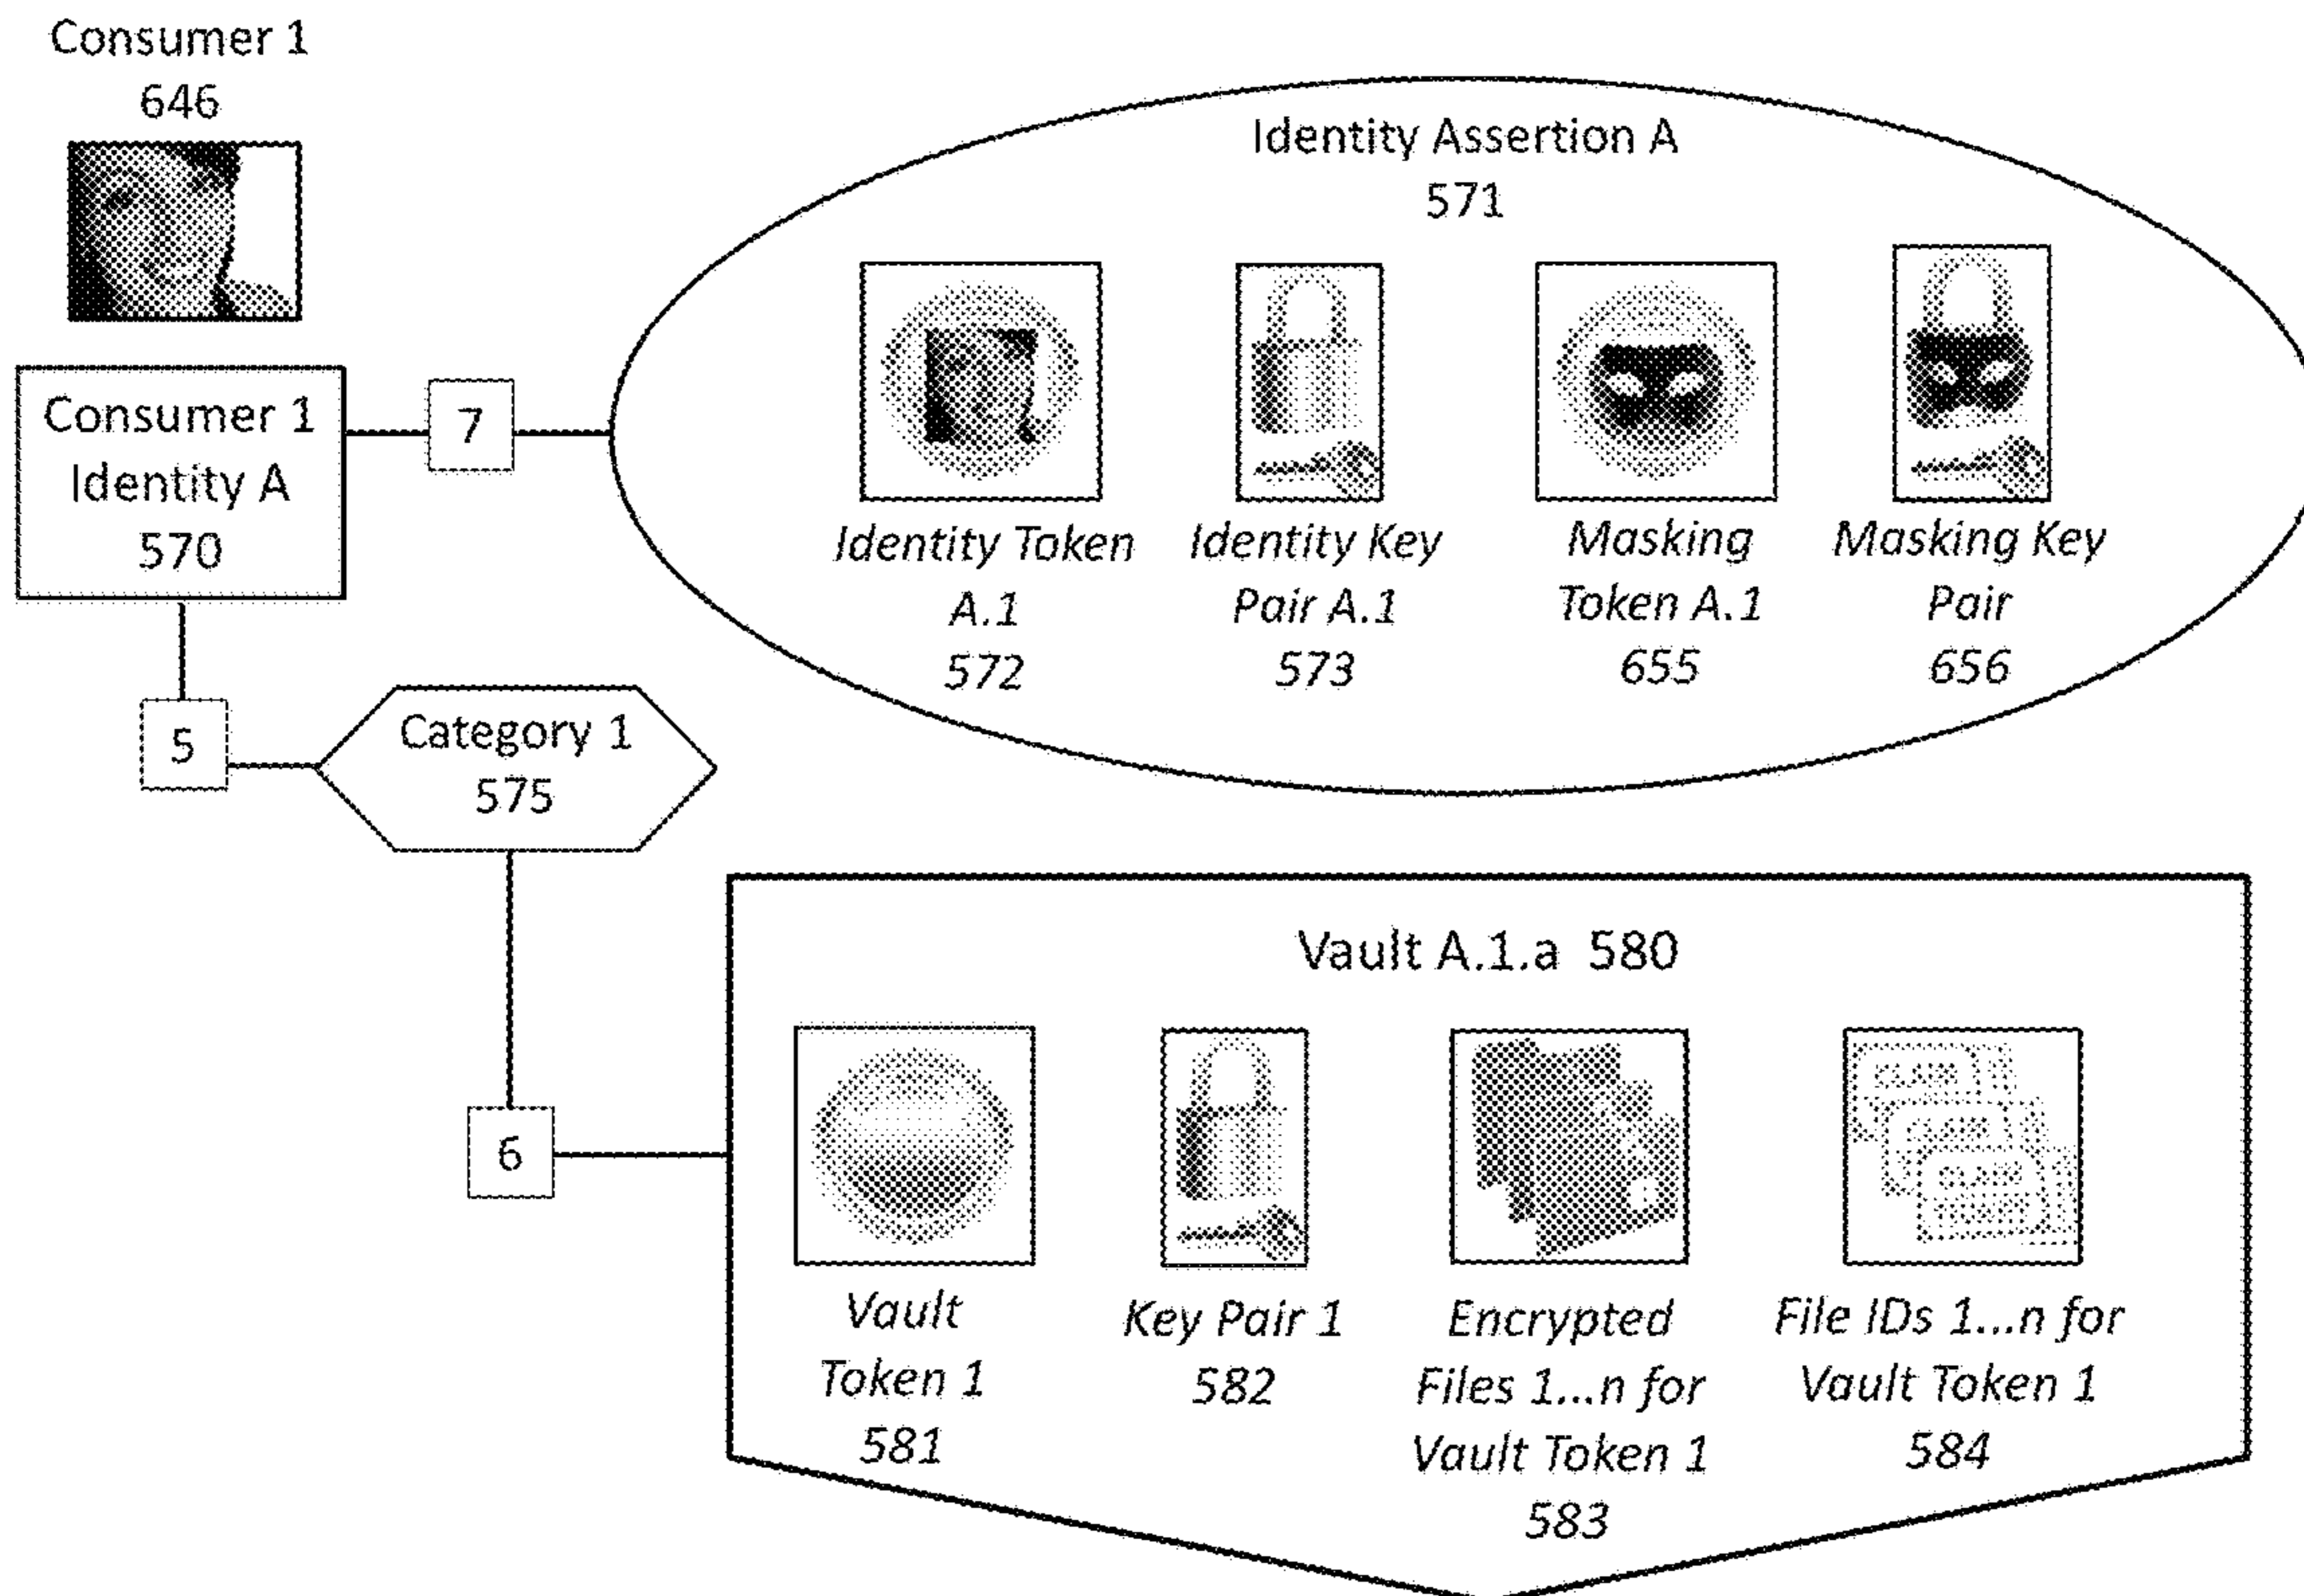 Consumer 1
646
Consumer 1
Identity A
570
7
Identity Assertion A
571
Identity Token
A.1
572
Identity Key
Pair A.1
573
Masking
Token A.1
655
Masking Key
Pair
656
5
Category 1
575
6
Vault A.1.a 580
Vault
Token 1
581
Key Pair 1
582
Encrypted
Files 1...n for
Vault Token 1
583
File IDs 1...n for
Vault Token 1
584